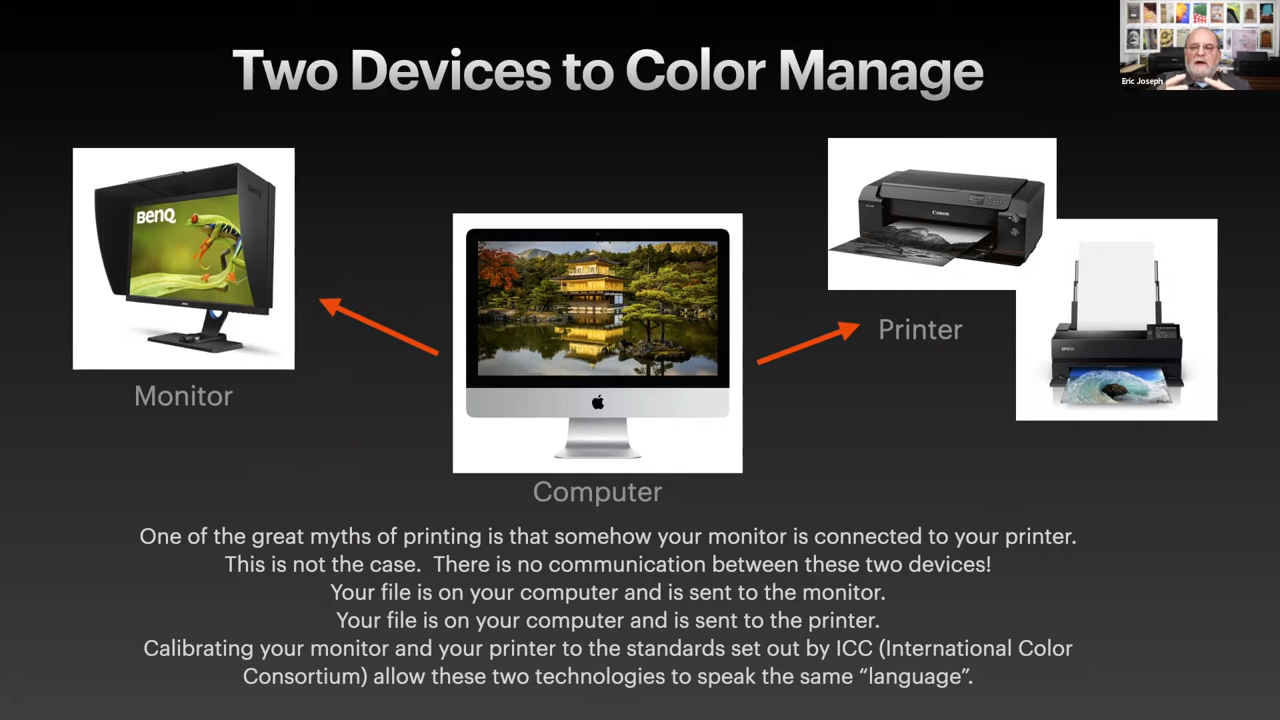 Two Devices to Color Manage
Eric Joseph
BenQ
Canon
EPSON
Monitor
Printer
Computer
One of the great myths of printing is that somehow your monitor is connected to your printer.
This is not the case. There is no communication between these two devices!
Your file is on your computer and is sent to the monitor.
Your file is on your computer and is sent to the printer.
Calibrating your monitor and your printer to the standards set out by ICC (International Color
Consortium) allow these two technologies to speak the same “language”.